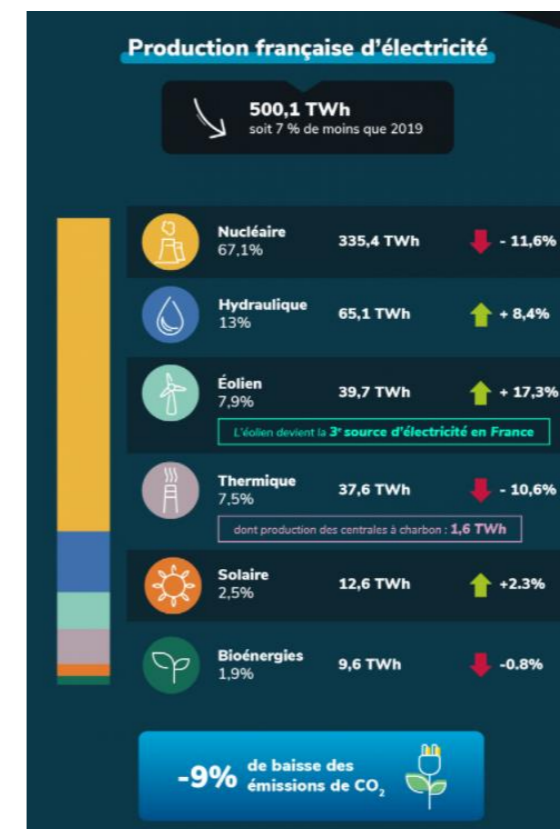 Production française d'électricité
500,1 TWh
soit 7 % de moins que 2019
Nucléaire
67,1%
335,4 TWh
- 11,6%
Hydraulique
13%
65,1 TWh
+ 8,4%
Éolien
7,9%
39,7 TWh
+ 17,3%
L'éolien devient la 3e source d'électricité en France
Thermique
7,5%
37,6 TWh
- 10,6%
dont production des centrales à charbon : 1,6 TWh
Solaire
2,5%
12,6 TWh
+2.3%
Bioénergies
1,9%
9,6 TWh
-0.8%
-9% de baisse des
émissions de CO₂